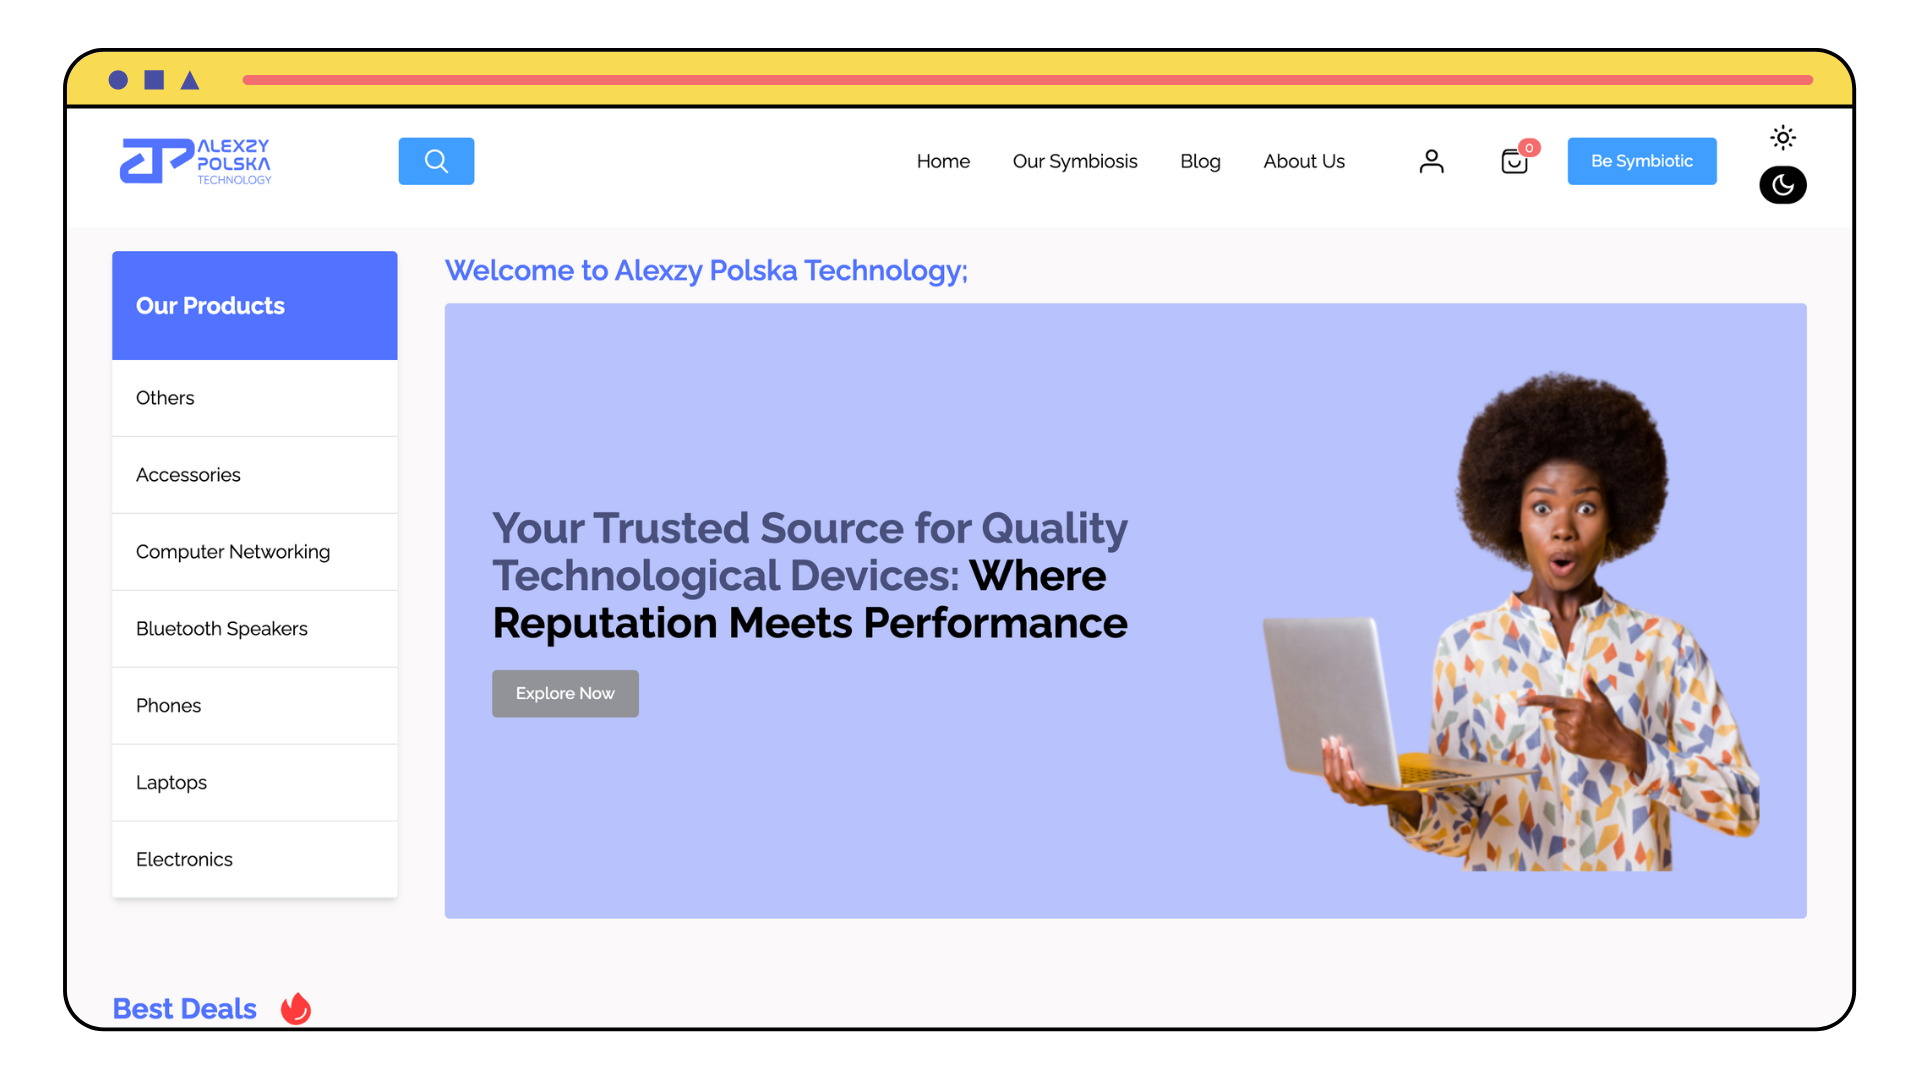 ALEXZY
POLSKA
TECHNOLOGY
Home
Our Symbiosis
Blog
About Us
0
Be Symbiotic
Our Products
Others
Accessories
Computer Networking
Bluetooth Speakers
Phones
Laptops
Electronics
Welcome to Alexzy Polska Technology;
Your Trusted Source for Quality
Technological Devices: Where
Reputation Meets Performance
Explore Now
Best Deals